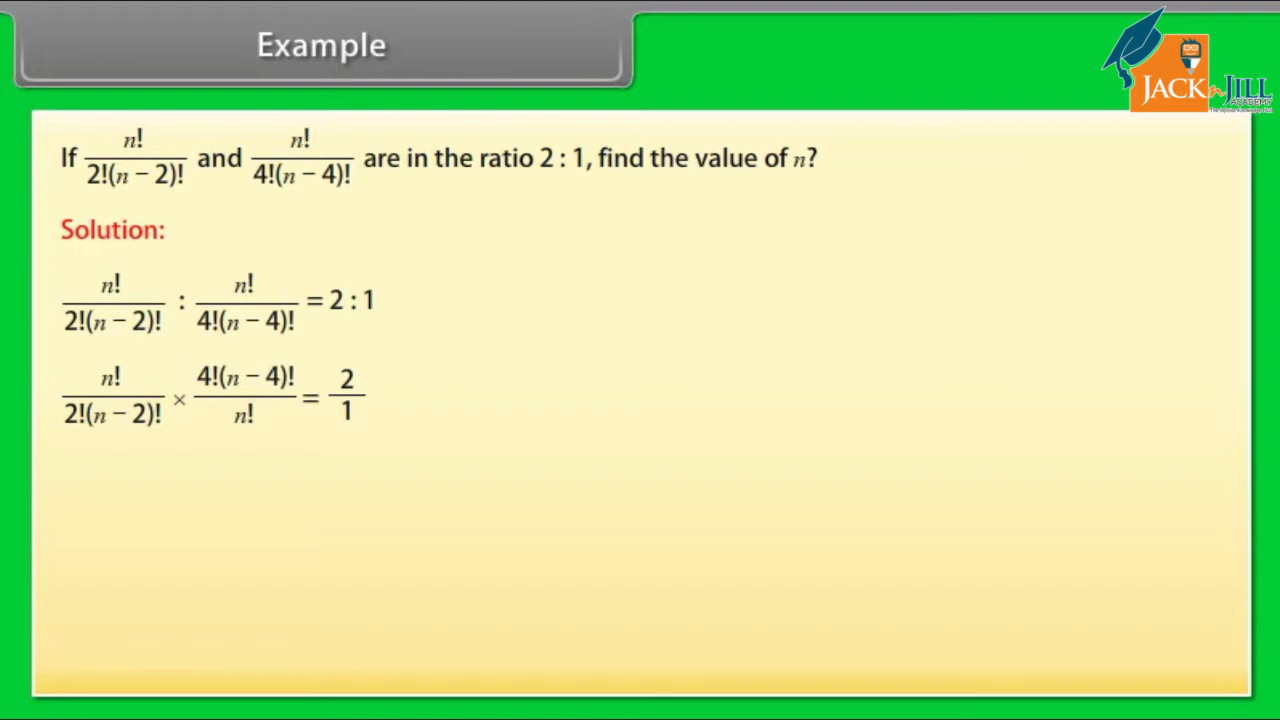 Example
JACK n JILL
ACADEMY
If n!/2!(n − 2)! and n!/4!(n − 4)! are in the ratio 2 : 1, find the value of n?
Solution:
n!/2!(n − 2)! : n!/4!(n − 4)! = 2 : 1
n!/2!(n − 2)! × 4!(n − 4)!/n! = 2/1